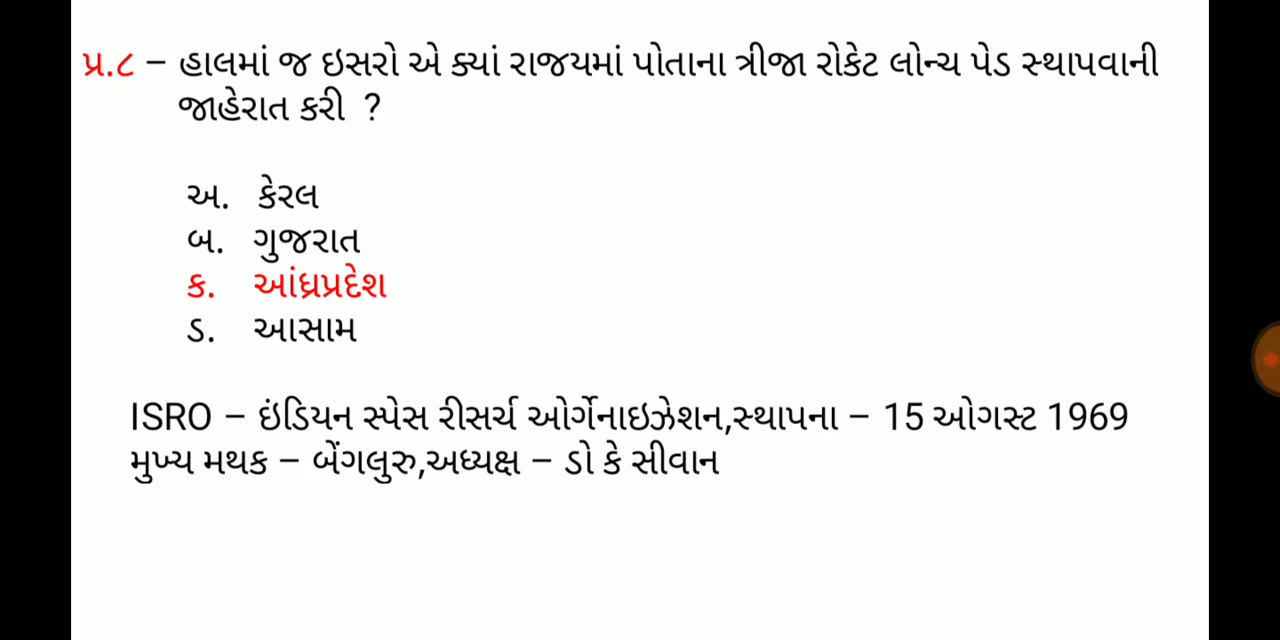 પ્ર.૮ – હાલમાં જ ઇસરો એ ક્યાં રાજયમાં પોતાના ત્રીજા રોકેટ લોન્ચ પેડ સ્થાપવાની
જાહેરાત કરી ?
અ. કેરલ
બ. ગુજરાત
ક. આંધ્રપ્રદેશ
ડ. આસામ
ISRO – ઇંડિયન સ્પેસ રીસર્ચ ઓર્ગેનાઇઝેશન,સ્થાપના – 15 ઓગસ્ટ 1969
મુખ્ય મથક – બેંગલુરુ,અધ્યક્ષ – ડો કે સીવાન